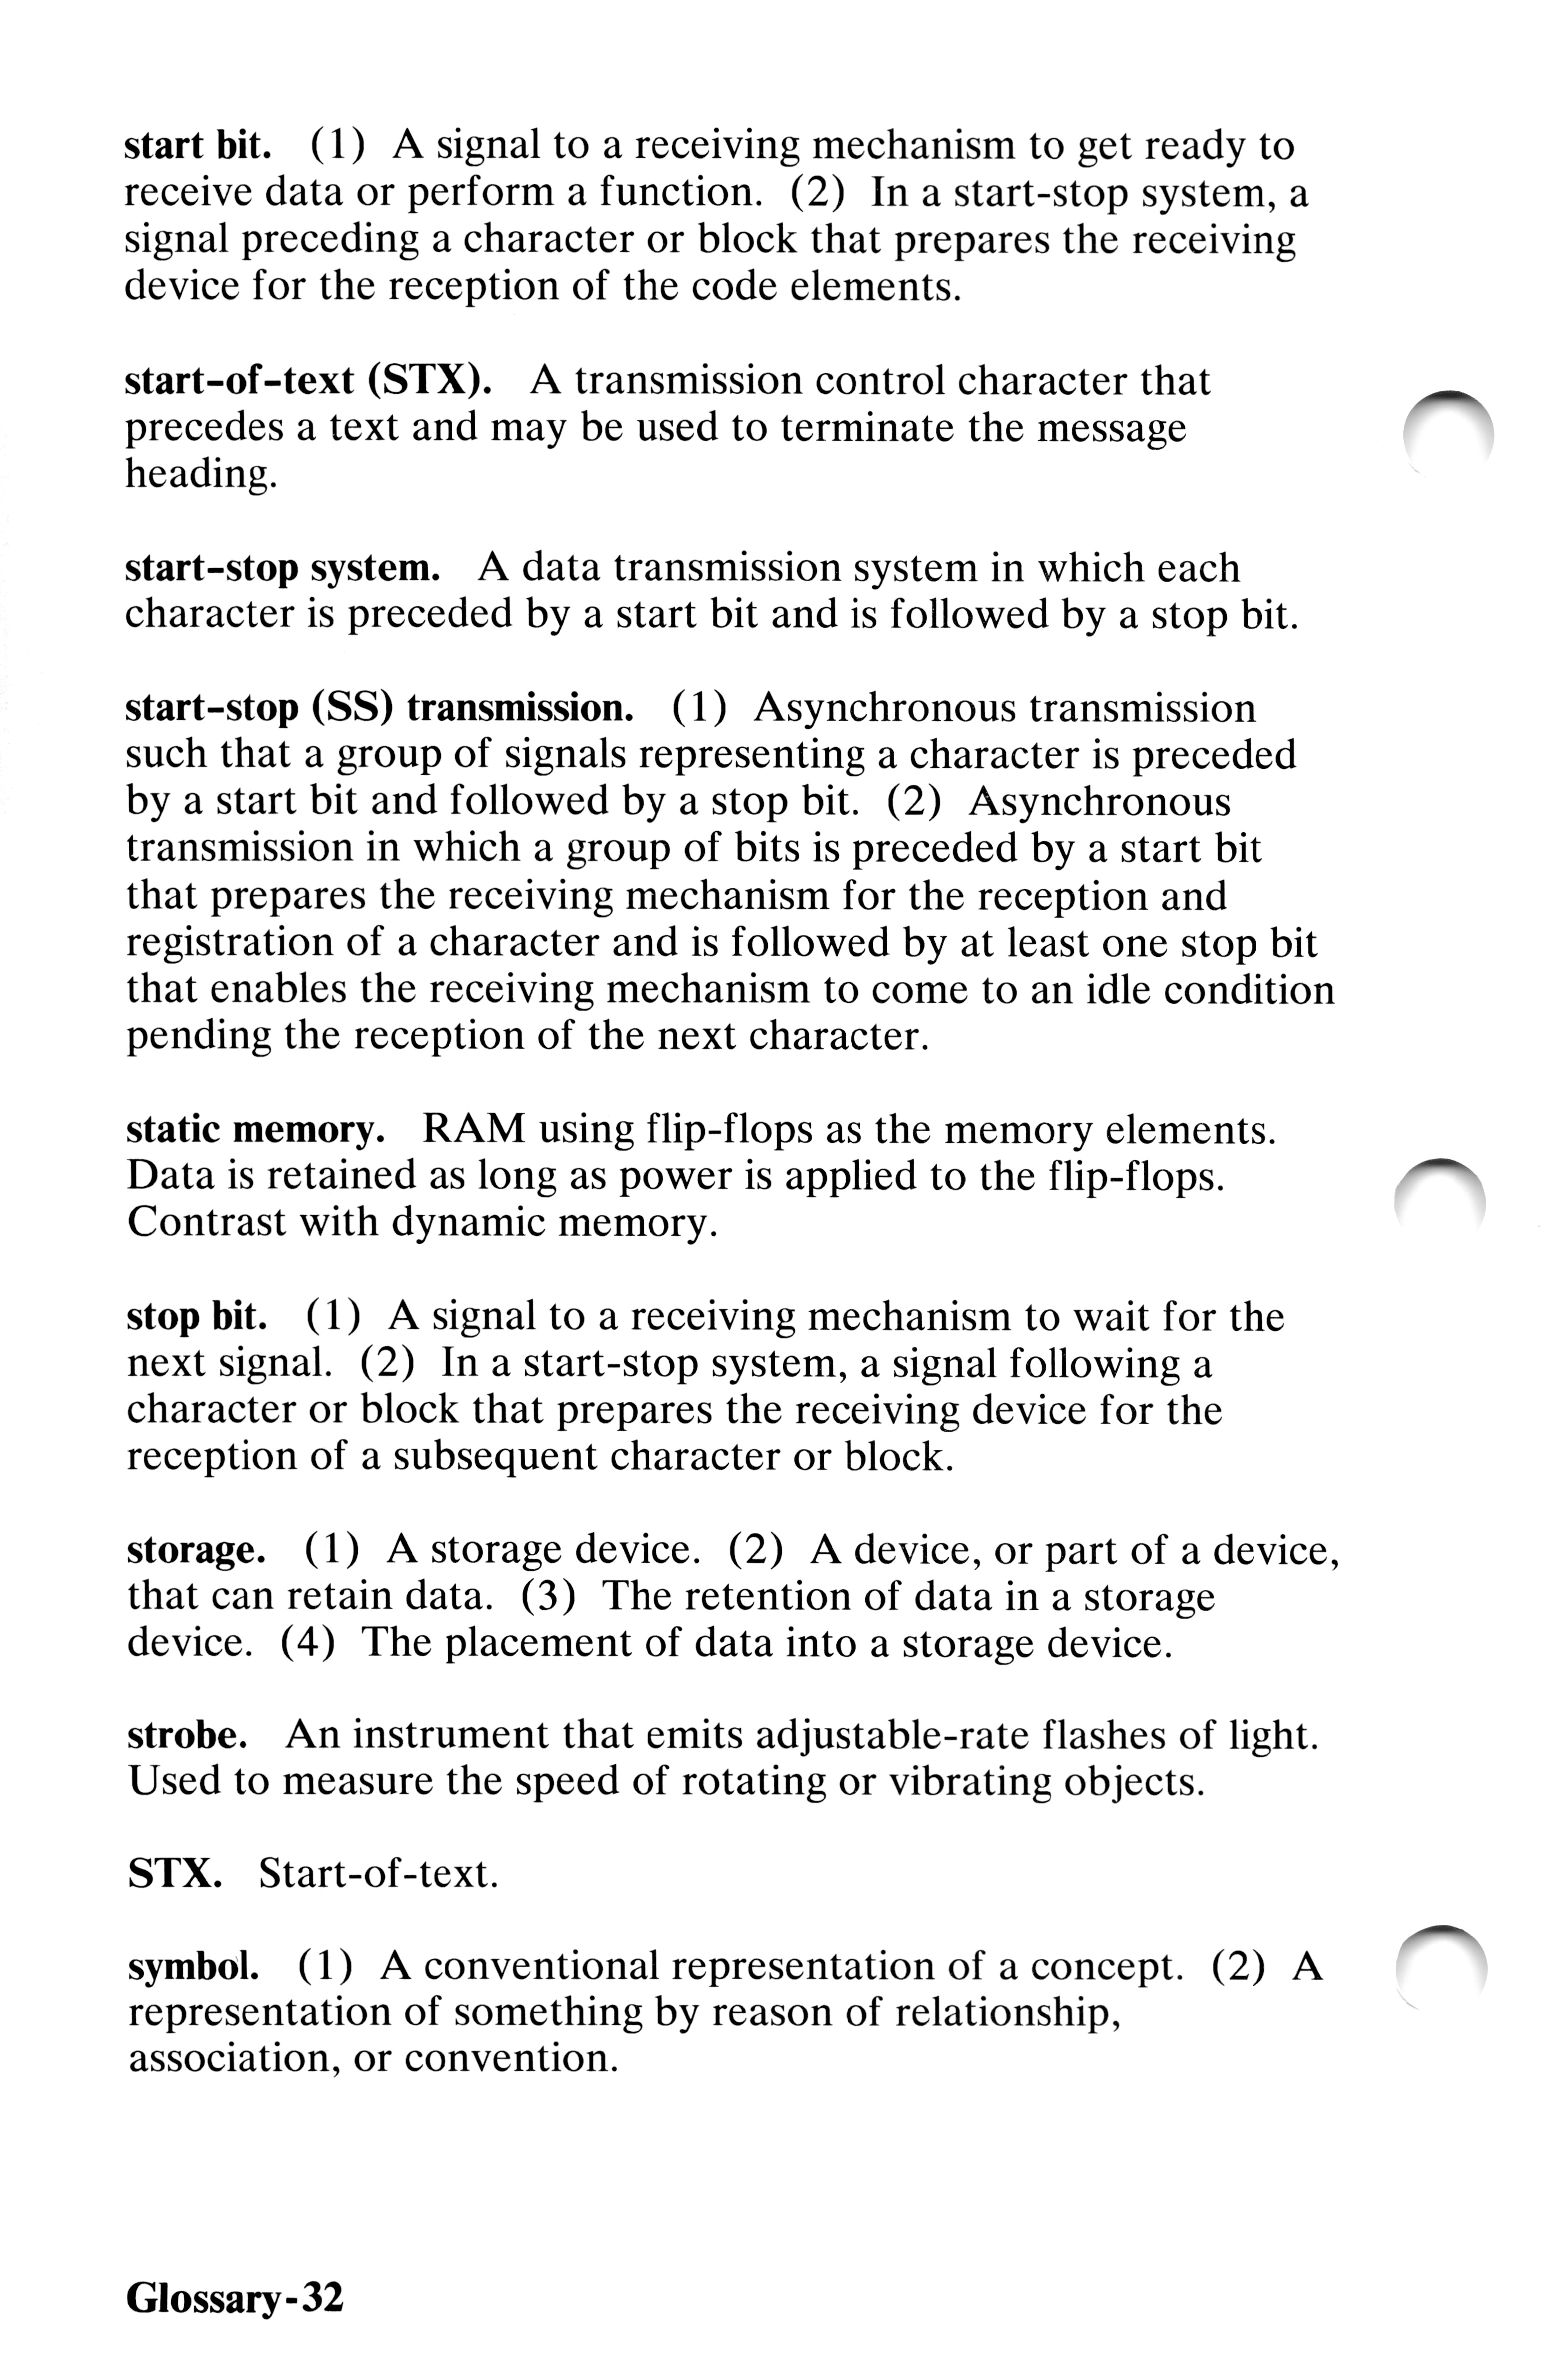 start bit. (1) A signal to a receiving mechanism to get ready to
receive data or perform a function. (2) In a start-stop system, a
signal preceding a character or block that prepares the receiving
device for the reception of the code elements.
start-of-text (STX). A transmission control character that
precedes a text and may be used to terminate the message
heading.
start-stop system. A data transmission system in which each
character is preceded by a start bit and is followed by a stop bit.
start-stop (SS) transmission. (1) Asynchronous transmission
such that a group of signals representing a character is preceded
by a start bit and followed by a stop bit. (2) Asynchronous
transmission in which a group of bits is preceded by a start bit
that prepares the receiving mechanism for the reception and
registration of a character and is followed by at least one stop bit
that enables the receiving mechanism to come to an idle condition
pending the reception of the next character.
static memory. RAM using flip-flops as the memory elements.
Data is retained as long as power is applied to the flip-flops.
Contrast with dynamic memory.
stop bit. (1) A signal to a receiving mechanism to wait for the
next signal. (2) In a start-stop system, a signal following a
character or block that prepares the receiving device for the
reception of a subsequent character or block.
storage. (1) A storage device. (2) A device, or part of a device,
that can retain data. (3) The retention of data in a storage
device. (4) The placement of data into a storage device.
strobe. An instrument that emits adjustable-rate flashes of light.
Used to measure the speed of rotating or vibrating objects.
STX. Start-of-text.
symbol. (1) A conventional representation of a concept. (2) A
representation of something by reason of relationship,
association, or convention.
Glossary-32